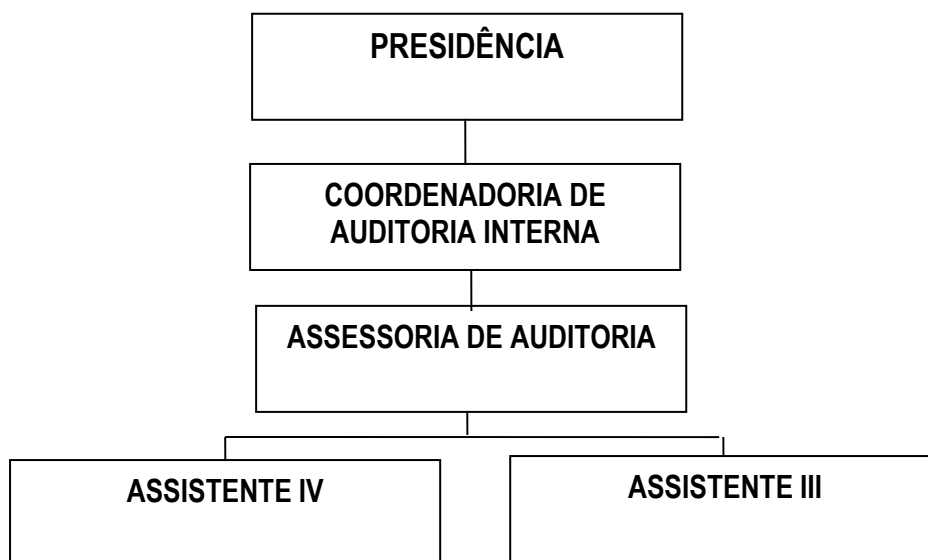 PRESIDÊNCIA
COORDENADORIA DE
AUDITORIA INTERNA
ASSESSORIA DE AUDITORIA
ASSISTENTE IV
ASSISTENTE III